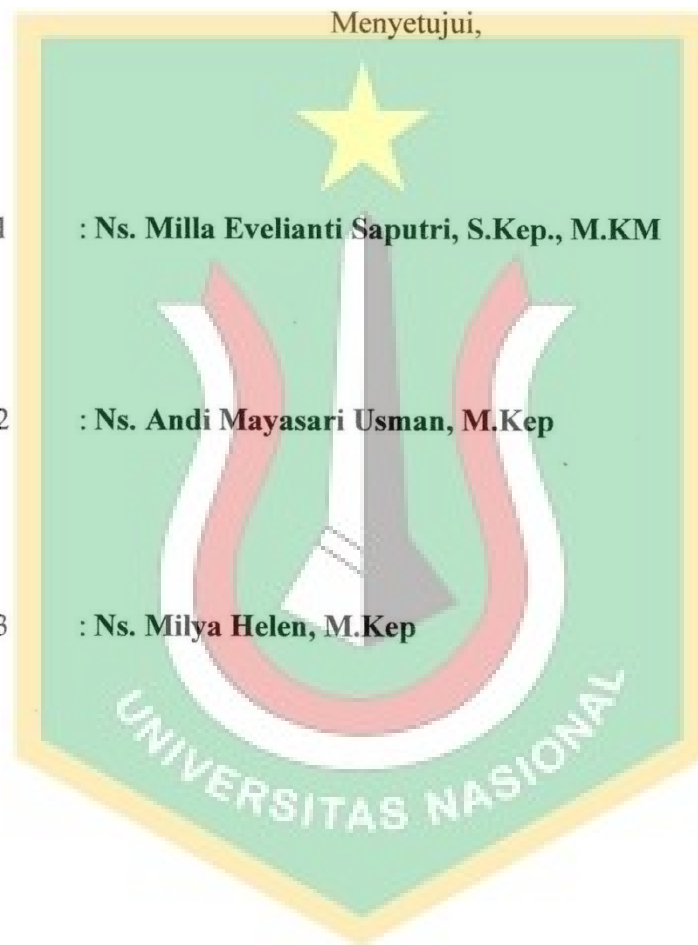 Menyetujui,
1 : Ns. Milla Evelianti Saputri, S.Kep., M.KM
2 : Ns. Andi Mayasari Usman, M.Kep
3 : Ns. Milya Helen, M.Kep
UNIVERSITAS NASIONAL